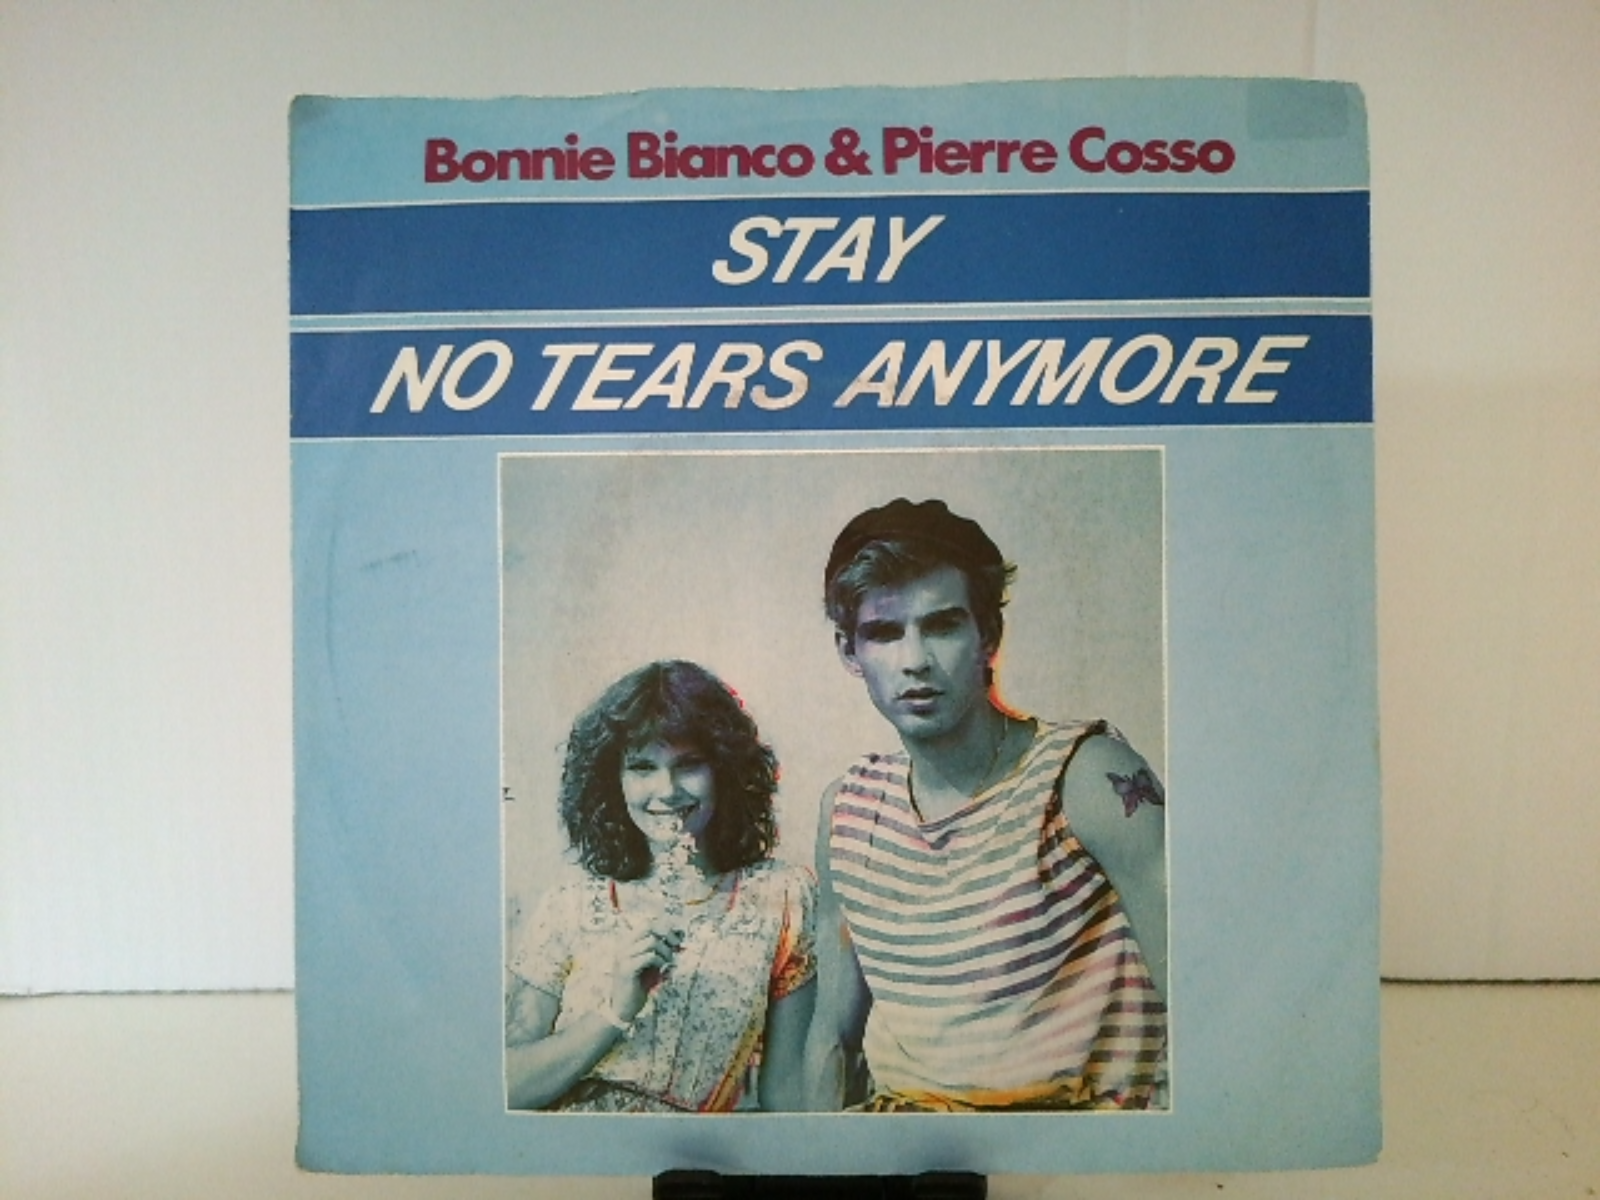 Bonnie Bianco & Pierre Cosso
STAY
NO TEARS ANYMORE